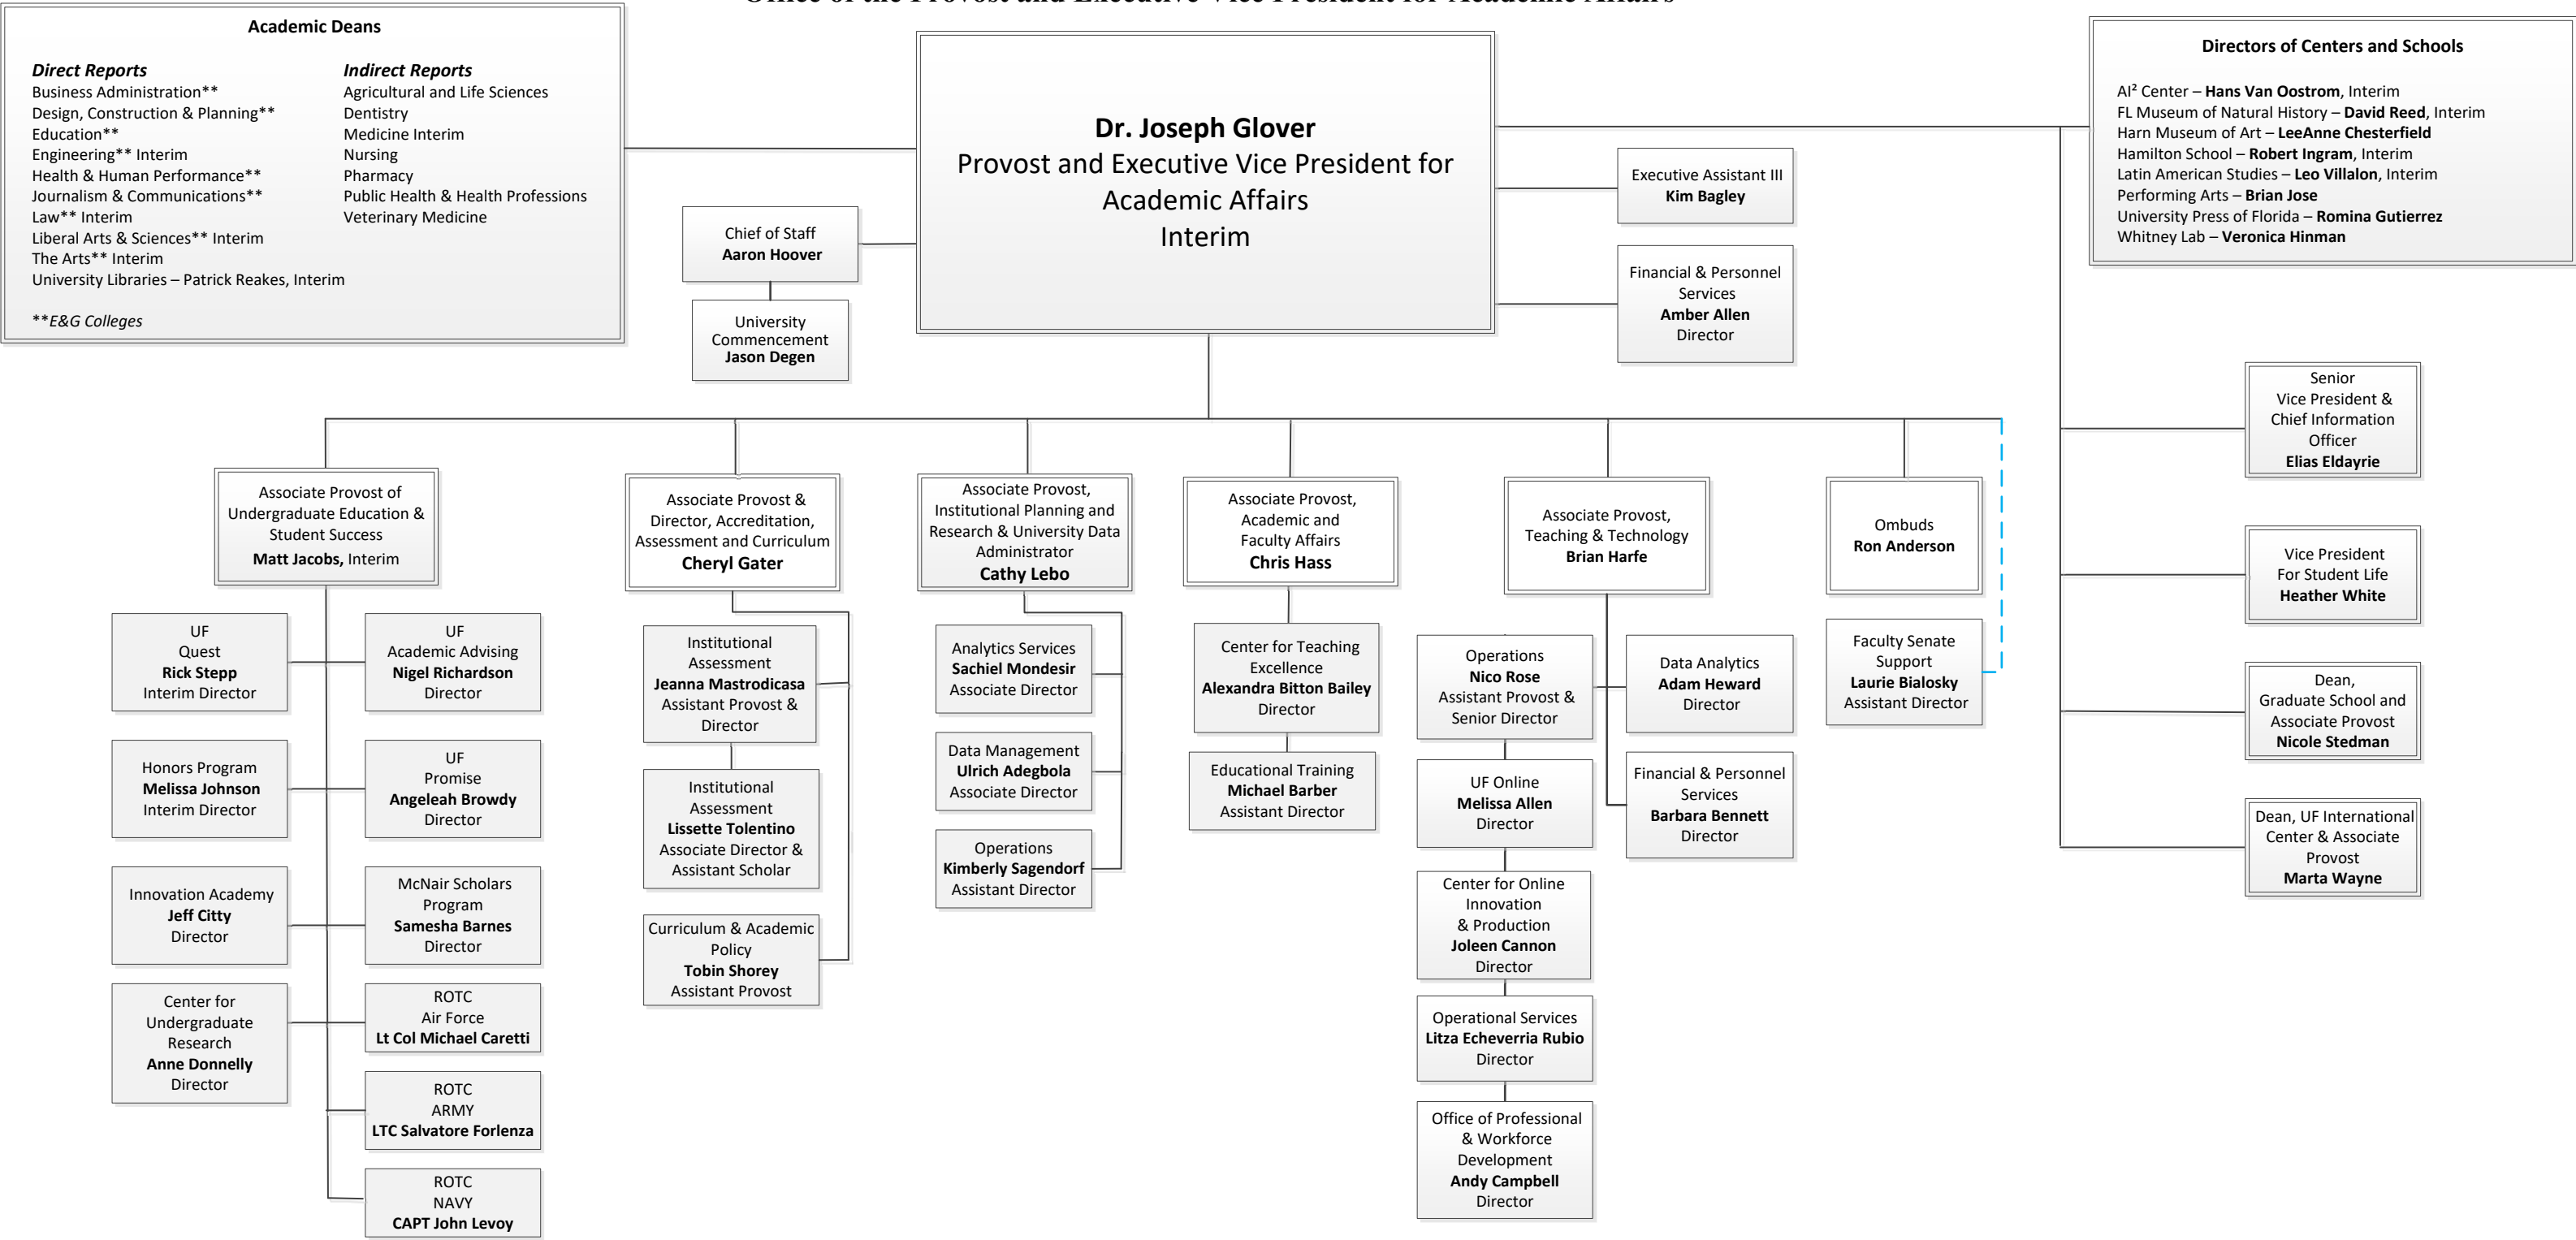 Office of the Provost and Executive Vice President for Academic Affairs
Academic Deans
Direct Reports
Business Administration**
Design, Construction & Planning**
Education**
Engineering** Interim
Health & Human Performance**
Journalism & Communications**
Law** Interim
Liberal Arts & Sciences** Interim
The Arts** Interim
University Libraries – Patrick Reakes, Interim
**E&G Colleges
Indirect Reports
Agricultural and Life Sciences
Dentistry
Medicine Interim
Nursing
Pharmacy
Public Health & Health Professions
Veterinary Medicine
Dr. Joseph Glover
Provost and Executive Vice President for
Academic Affairs
Interim
Directors of Centers and Schools
AI² Center – Hans Van Oostrom, Interim
FL Museum of Natural History – David Reed, Interim
Harn Museum of Art – LeeAnne Chesterfield
Hamilton School – Robert Ingram, Interim
Latin American Studies – Leo Villalon, Interim
Performing Arts – Brian Jose
University Press of Florida – Romina Gutierrez
Whitney Lab – Veronica Hinman
Chief of Staff
Aaron Hoover
University
Commencement
Jason Degen
Executive Assistant III
Kim Bagley
Financial & Personnel
Services
Amber Allen
Director
Senior
Vice President &
Chief Information
Officer
Elias Eldayrie
Vice President
For Student Life
Heather White
Dean,
Graduate School and
Associate Provost
Nicole Stedman
Dean, UF International
Center & Associate
Provost
Marta Wayne
Associate Provost of
Undergraduate Education &
Student Success
Matt Jacobs, Interim
UF
Quest
Rick Stepp
Interim Director
UF
Academic Advising
Nigel Richardson
Director
Honors Program
Melissa Johnson
Interim Director
UF
Promise
Angeleah Browdy
Director
Innovation Academy
Jeff Citty
Director
McNair Scholars
Program
Samesha Barnes
Director
Center for
Undergraduate
Research
Anne Donnelly
Director
ROTC
Air Force
Lt Col Michael Caretti
ROTC
ARMY
LTC Salvatore Forlenza
ROTC
NAVY
CAPT John Levoy
Associate Provost &
Director, Accreditation,
Assessment and Curriculum
Cheryl Gater
Institutional
Assessment
Jeanna Mastrodicasa
Assistant Provost &
Director
Institutional
Assessment
Lissette Tolentino
Associate Director &
Assistant Scholar
Curriculum & Academic
Policy
Tobin Shorey
Assistant Provost
Associate Provost,
Institutional Planning and
Research & University Data
Administrator
Cathy Lebo
Analytics Services
Sachiel Mondesir
Associate Director
Data Management
Ulrich Adegbola
Associate Director
Operations
Kimberly Sagendorf
Assistant Director
Associate Provost,
Academic and
Faculty Affairs
Chris Hass
Center for Teaching
Excellence
Alexandra Bitton Bailey
Director
Educational Training
Michael Barber
Assistant Director
Associate Provost,
Teaching & Technology
Brian Harfe
Operations
Nico Rose
Assistant Provost &
Senior Director
Data Analytics
Adam Heward
Director
UF Online
Melissa Allen
Director
Financial & Personnel
Services
Barbara Bennett
Director
Center for Online
Innovation
& Production
Joleen Cannon
Director
Operational Services
Litza Echeverria Rubio
Director
Office of Professional
& Workforce
Development
Andy Campbell
Director
Ombuds
Ron Anderson
Faculty Senate
Support
Laurie Bialosky
Assistant Director